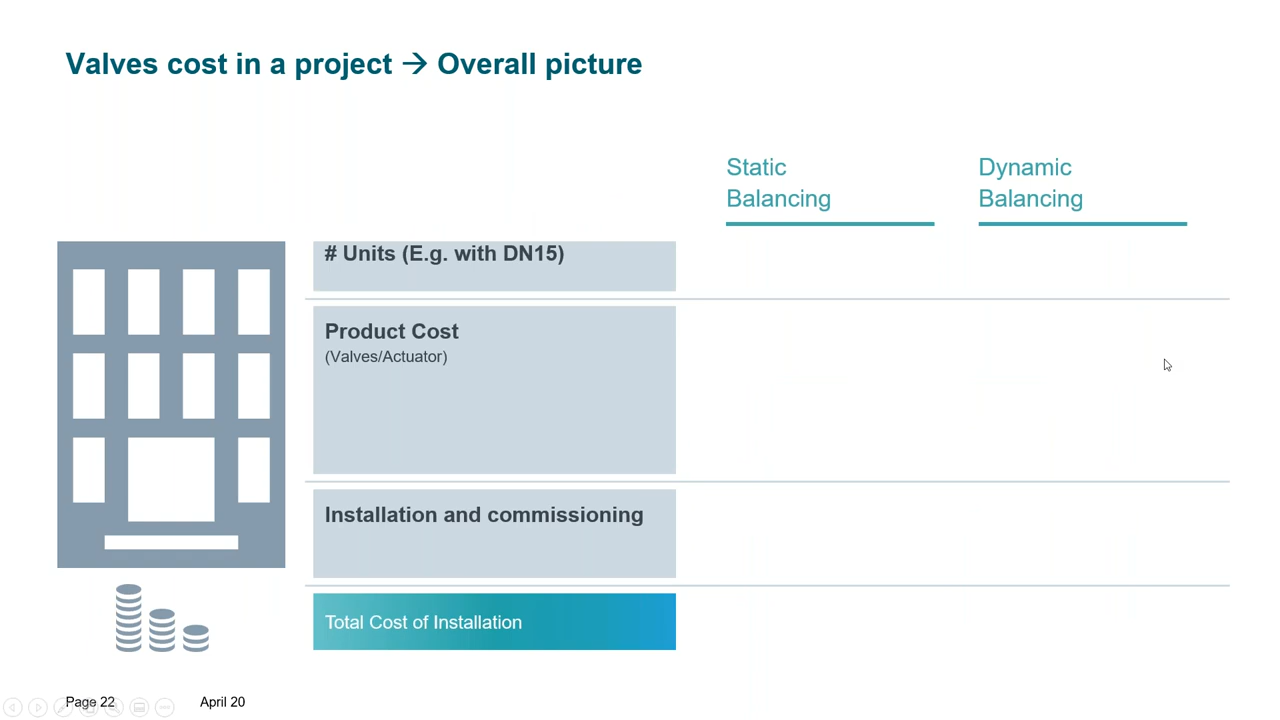 Valves cost in a project → Overall picture
Static
Balancing
Dynamic
Balancing
# Units (E.g. with DN15)
Product Cost
(Valves/Actuator)
Installation and commissioning
Total Cost of Installation
Page 22
April 20